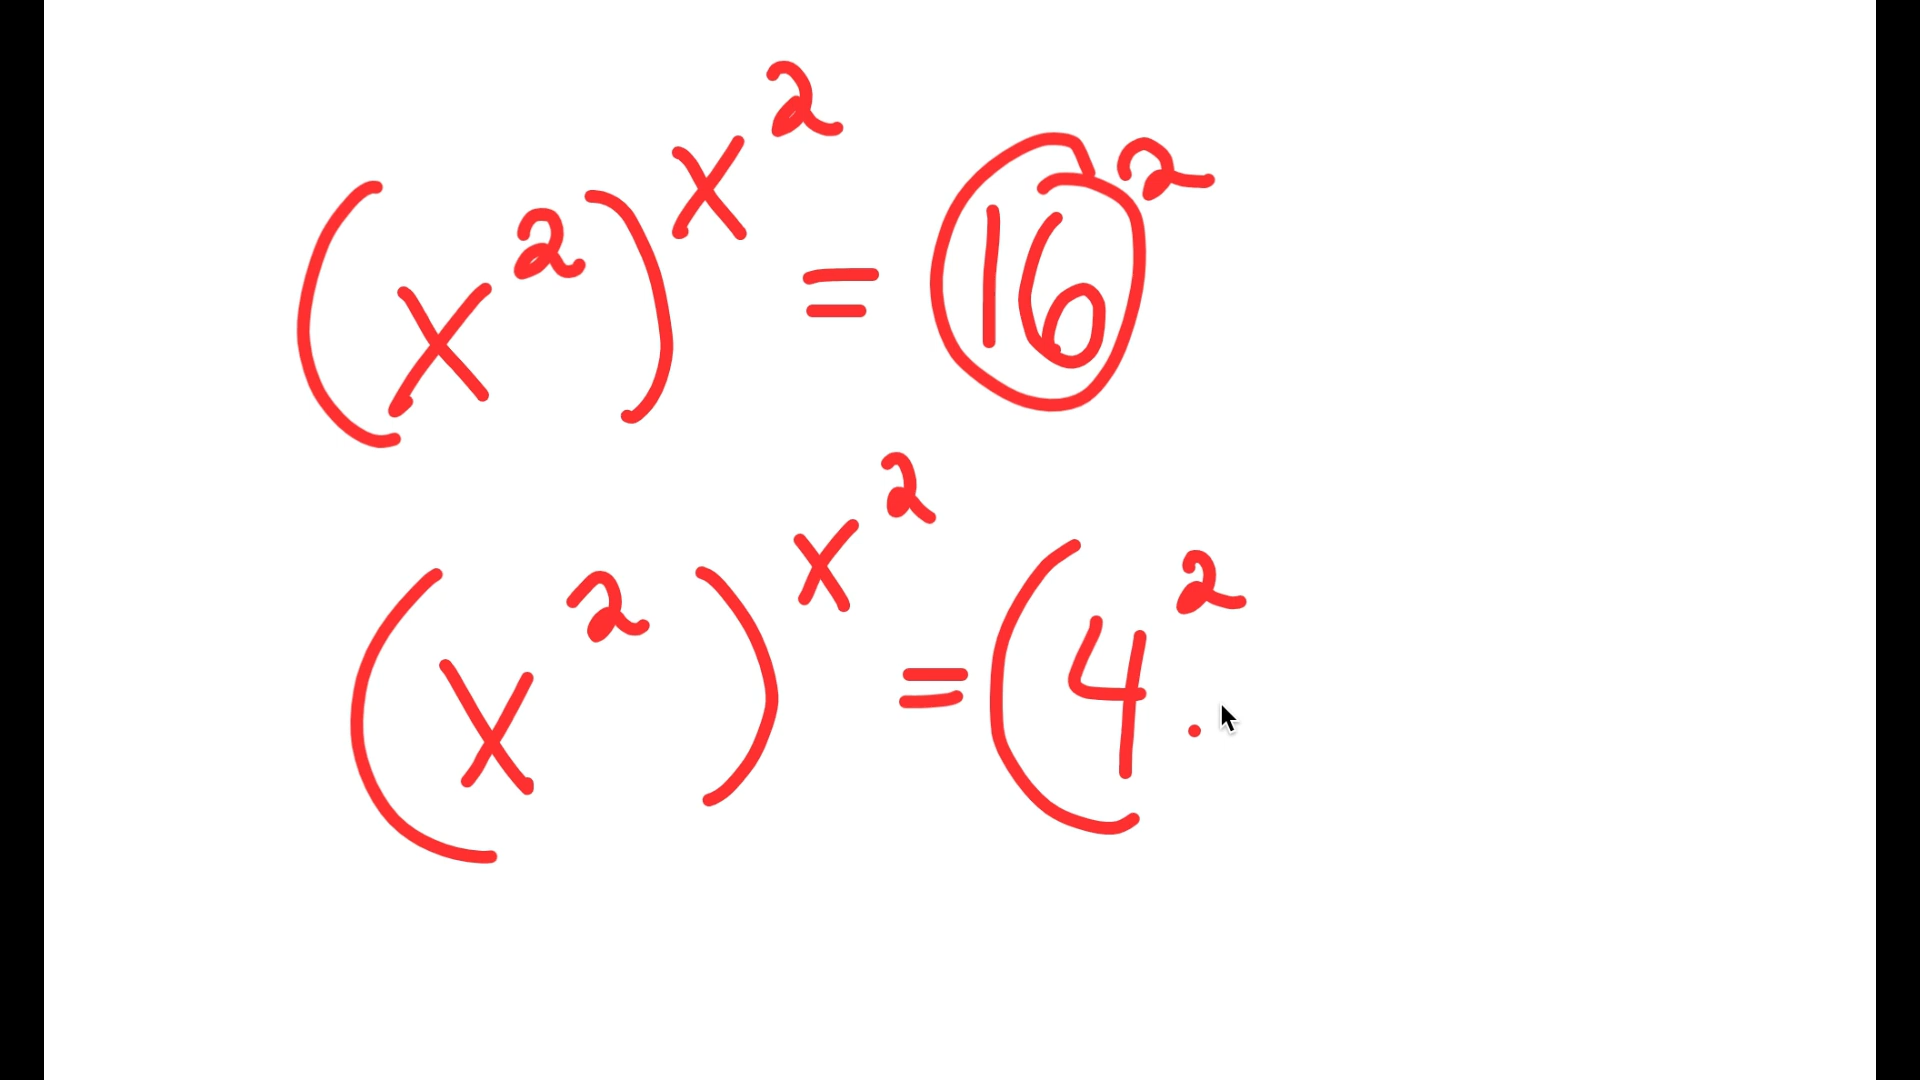 (x²)^x² = 16²
(x²)^x² = (4² .